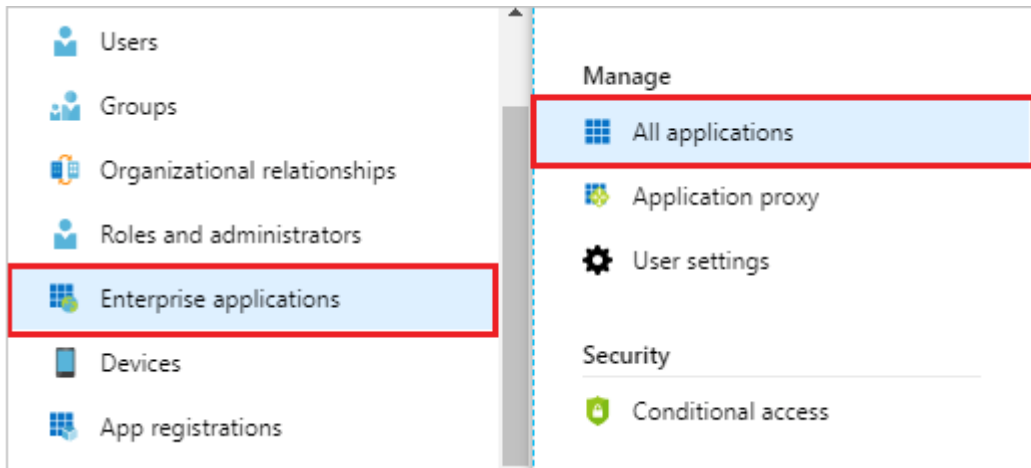 Users
Groups
Organizational relationships
Roles and administrators
Enterprise applications
Devices
App registrations
Manage
All applications
Application proxy
User settings
Security
Conditional access